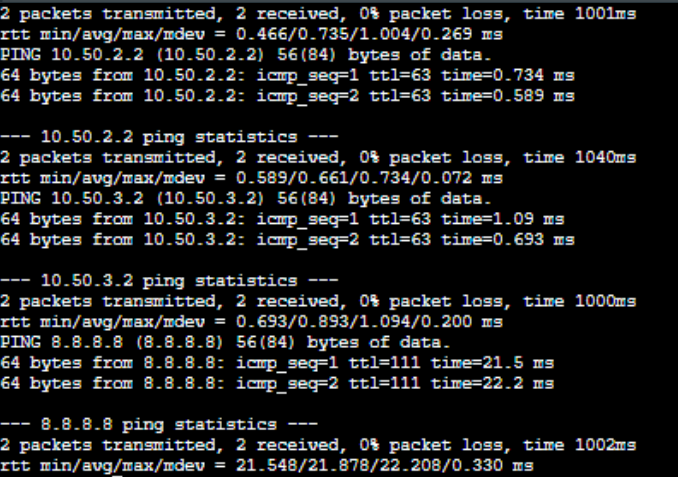 2 packets transmitted, 2 received, 0% packet loss, time 1001ms
rtt min/avg/max/mdev = 0.466/0.735/1.004/0.269 ms
PING 10.50.2.2 (10.50.2.2) 56(84) bytes of data.
64 bytes from 10.50.2.2: icmp_seq=1 ttl=63 time=0.734 ms
64 bytes from 10.50.2.2: icmp_seq=2 ttl=63 time=0.589 ms
--- 10.50.2.2 ping statistics ---
2 packets transmitted, 2 received, 0% packet loss, time 1040ms
rtt min/avg/max/mdev = 0.589/0.661/0.734/0.072 ms
PING 10.50.3.2 (10.50.3.2) 56(84) bytes of data.
64 bytes from 10.50.3.2: icmp_seq=1 ttl=63 time=1.09 ms
64 bytes from 10.50.3.2: icmp_seq=2 ttl=63 time=0.693 ms
--- 10.50.3.2 ping statistics ---
2 packets transmitted, 2 received, 0% packet loss, time 1000ms
rtt min/avg/max/mdev = 0.693/0.893/1.094/0.200 ms
PING 8.8.8.8 (8.8.8.8) 56(84) bytes of data.
64 bytes from 8.8.8.8: icmp_seq=1 ttl=111 time=21.5 ms
64 bytes from 8.8.8.8: icmp_seq=2 ttl=111 time=22.2 ms
--- 8.8.8.8 ping statistics ---
2 packets transmitted, 2 received, 0% packet loss, time 1002ms
rtt min/avg/max/mdev = 21.548/21.878/22.208/0.330 ms